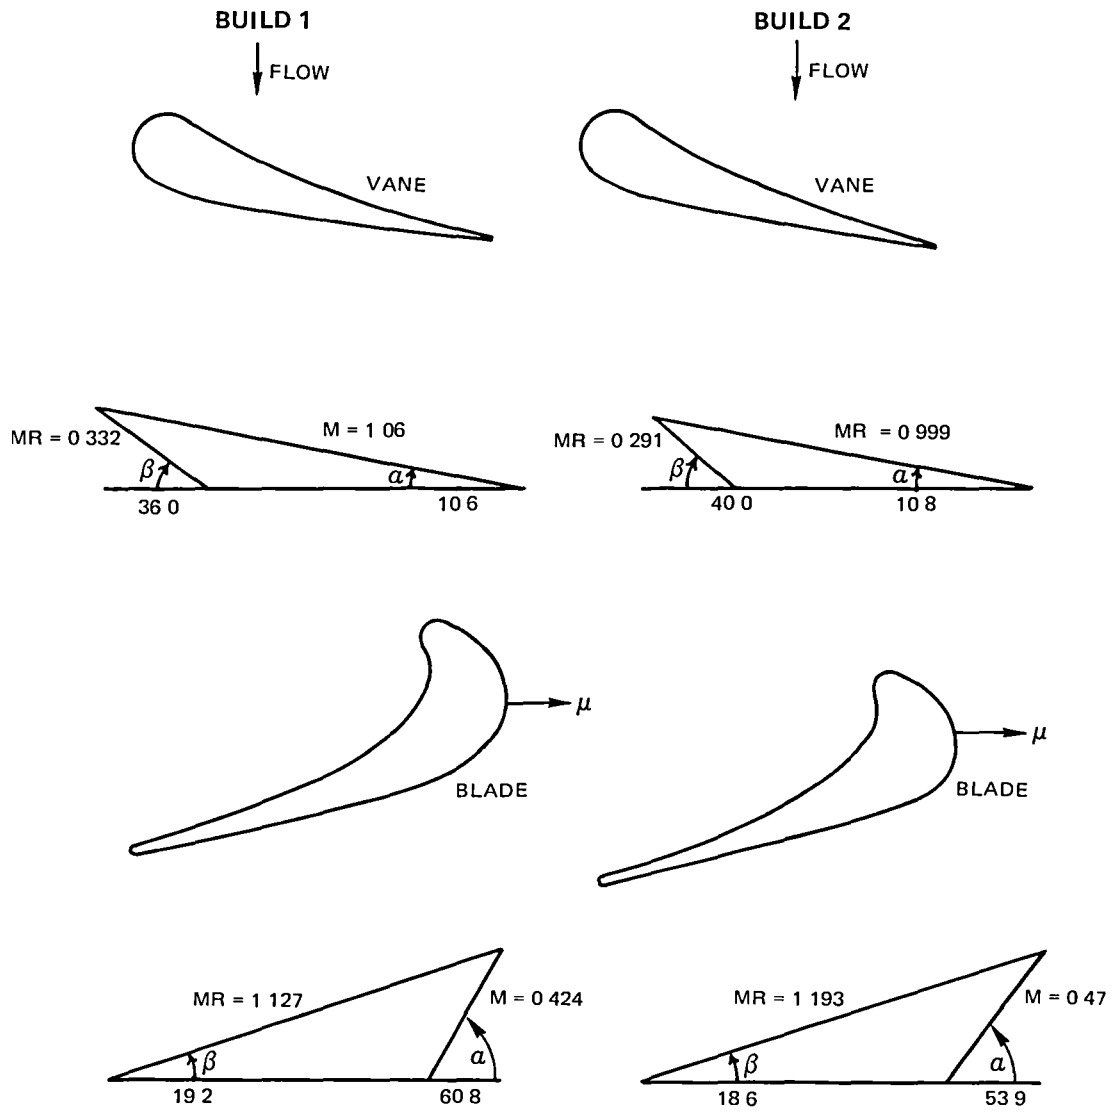 BUILD 1
BUILD 2
FLOW
FLOW
VANE
VANE
MR = 0 332
M = 1 06
β
α
36 0
10 6
MR = 0 291
MR = 0 999
β
α
40 0
10 8
μ
BLADE
μ
BLADE
MR = 1 127
M = 0 424
β
α
19 2
60 8
MR = 1 193
M = 0 47
β
α
18 6
53 9